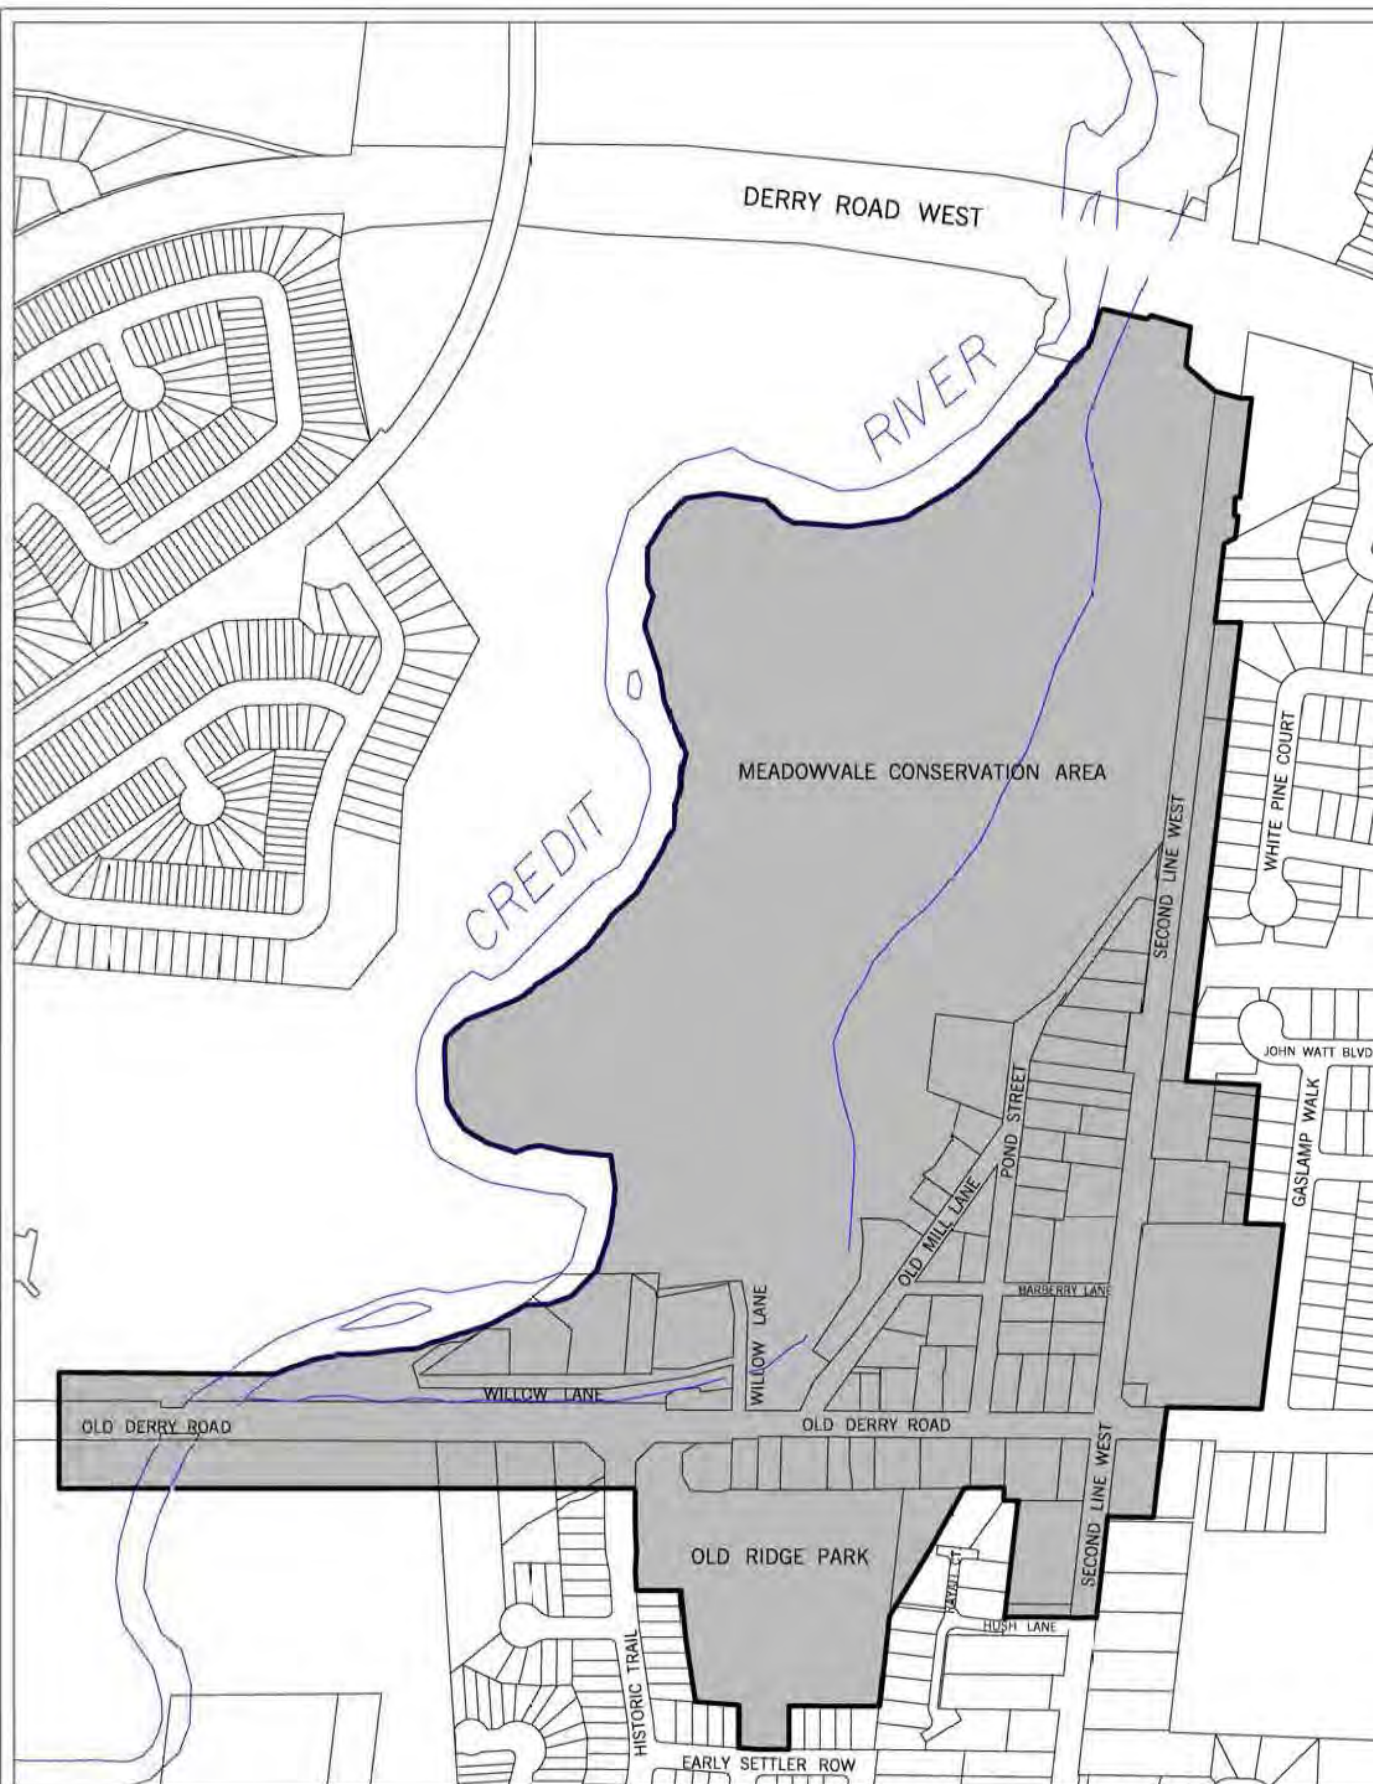 DERRY ROAD WEST
RIVER
MEADOWVALE CONSERVATION AREA
WHITE PINE COURT
CREDIT
SECOND LINE WEST
JOHN WATT BLVD
POND STREET
GASLAMP WALK
OLD MILL LANE
BARBERRY LANE
WILLOW LANE
WILLOW LANE
OLD DERRY ROAD
OLD DERRY ROAD
SECOND LINE WEST
OLD RIDGE PARK
HUSH LANE
HISTORIC TRAIL
EARLY SETTLER ROW